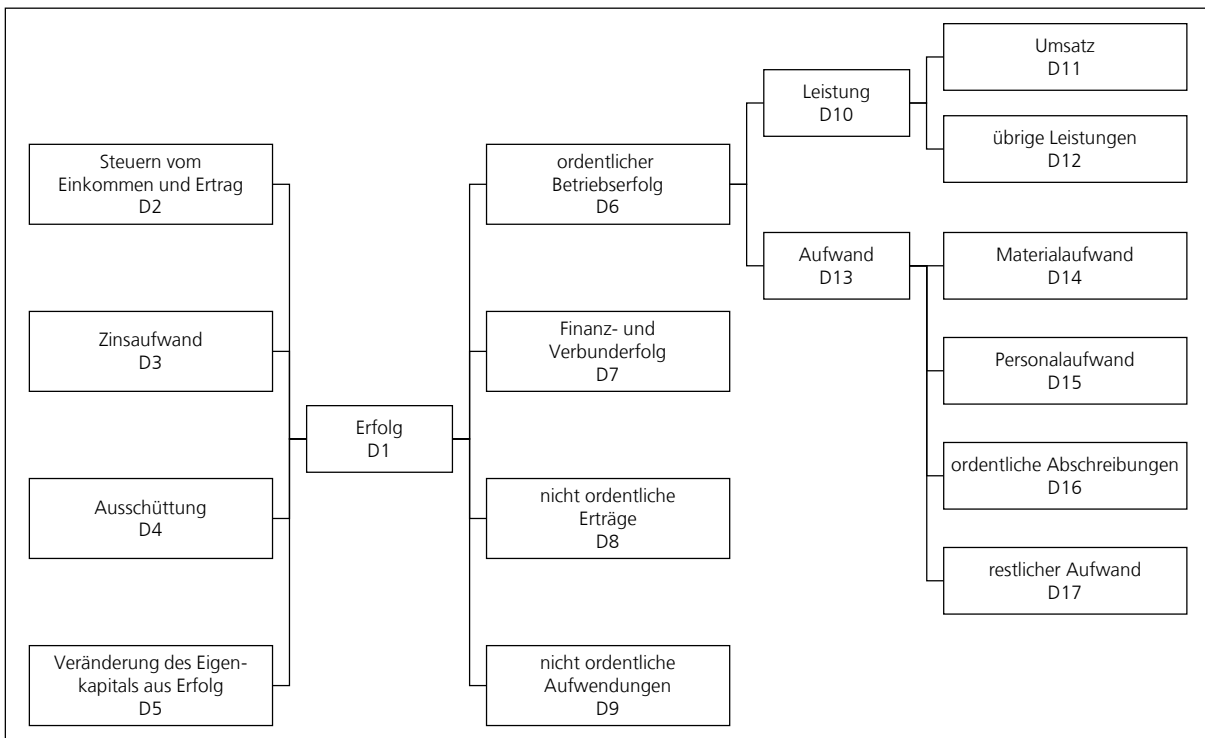 Steuern vom
Einkommen und Ertrag
D2
Zinsaufwand
D3
Ausschüttung
D4
Veränderung des Eigen-
kapitals aus Erfolg
D5
Erfolg
D1
ordentlicher
Betriebserfolg
D6
Finanz- und
Verbunderfolg
D7
nicht ordentliche
Erträge
D8
nicht ordentliche
Aufwendungen
D9
Leistung
D10
Aufwand
D13
Umsatz
D11
übrige Leistungen
D12
Materialaufwand
D14
Personalaufwand
D15
ordentliche Abschreibungen
D16
restlicher Aufwand
D17